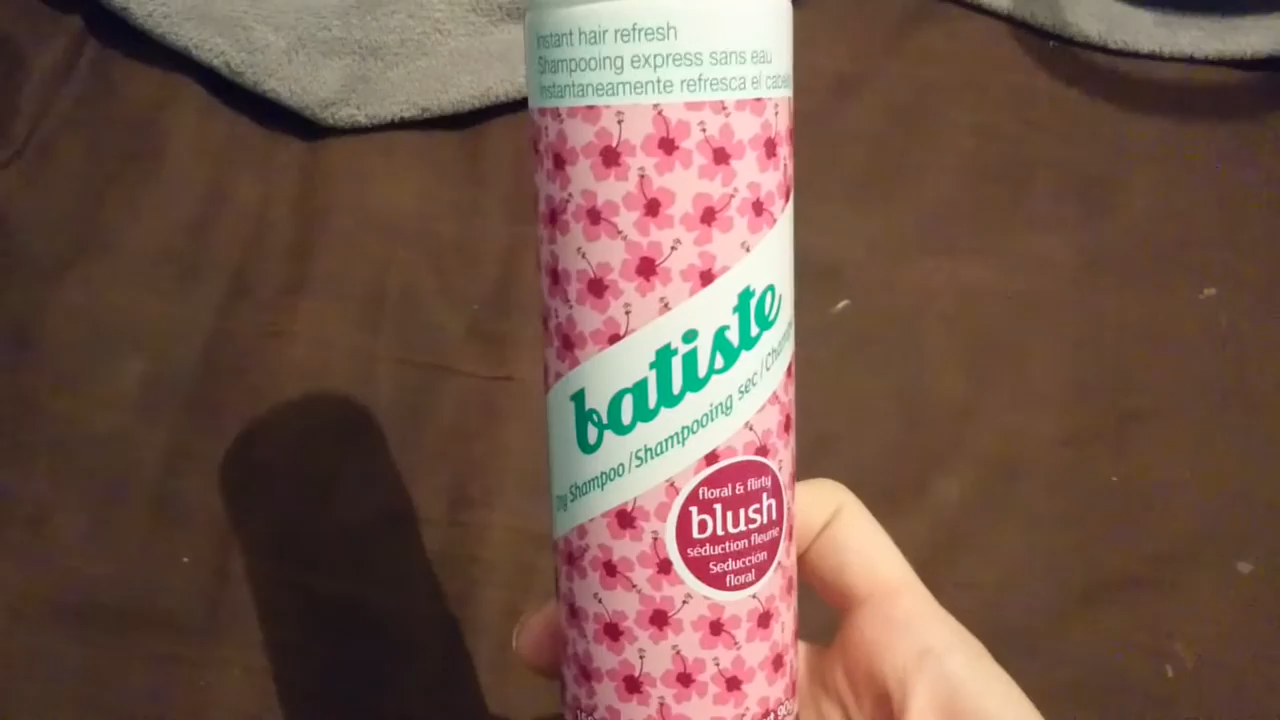 instant hair refresh
Shampooing express sans eau
instantaneamente refresca el
batiste
Dry Shampoo / Shampooing sec /
floral & flirty
blush
séduction fleurie
Seducción
floral